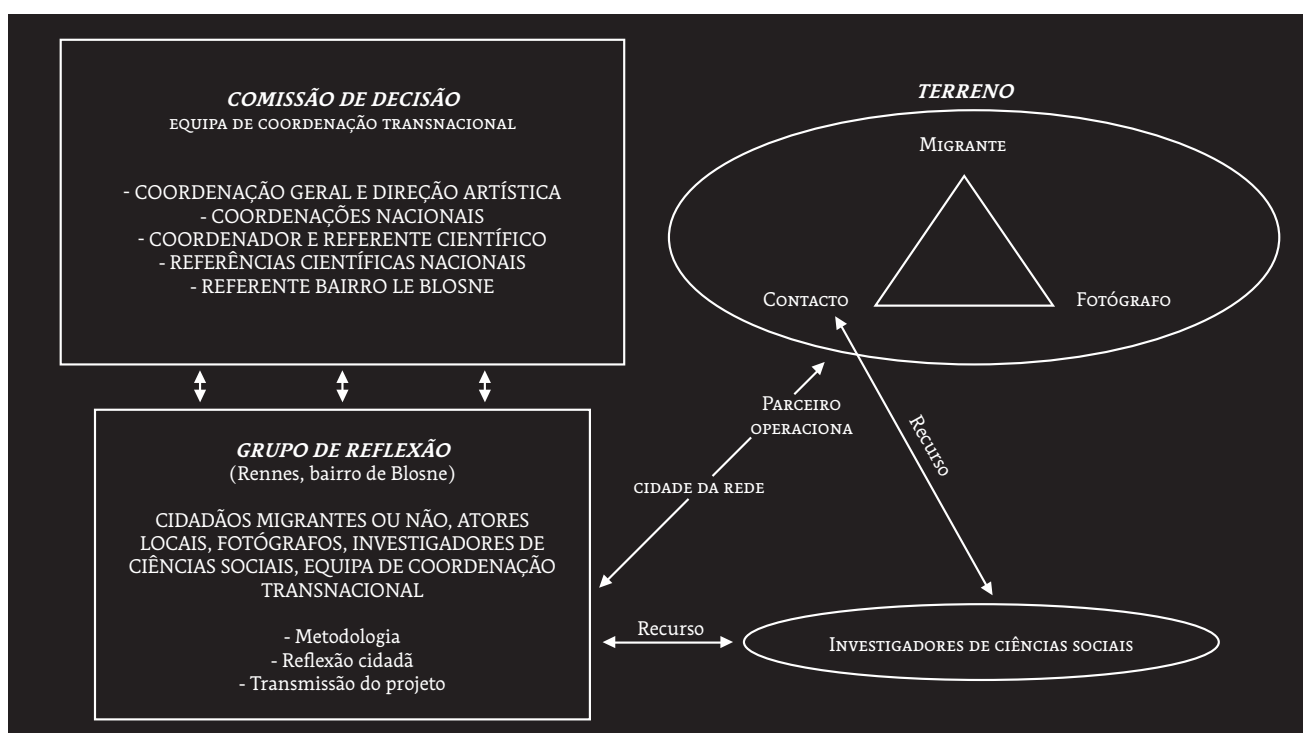 COMISSÃO DE DECISÃO
EQUIPA DE COORDENAÇÃO TRANSNACIONAL
- COORDENAÇÃO GERAL E DIREÇÃO ARTÍSTICA
- COORDENAÇÕES NACIONAIS
- COORDENADOR E REFERENTE CIENTÍFICO
- REFERÊNCIAS CIENTÍFICAS NACIONAIS
- REFERENTE BAIRRO LE BLOSNE
GRUPO DE REFLEXÃO
(Rennes, bairro de Blosne)
CIDADÃOS MIGRANTES OU NÃO, ATORES
LOCAIS, FOTÓGRAFOS, INVESTIGADORES DE
CIÊNCIAS SOCIAIS, EQUIPA DE COORDENAÇÃO
TRANSNACIONAL
- Metodologia
- Reflexão cidadã
- Transmissão do projeto
TERRENO
Migrante
Contacto
Fotógrafo
Parceiro
operaciona
cidade da rede
Recurso
Recurso
Investigadores de ciências sociais